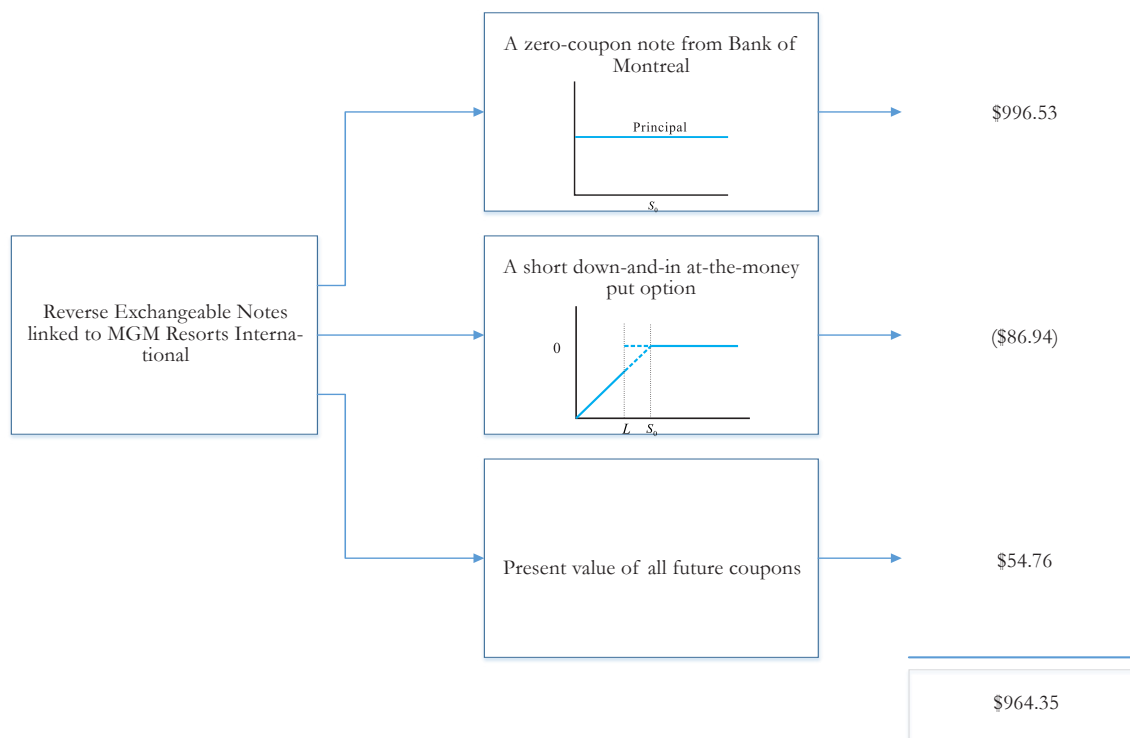 A zero-coupon note from Bank of
Montreal
Principal
S₀
$996.53
Reverse Exchangeable Notes
linked to MGM Resorts Interna-
tional
A short down-and-in at-the-money
put option
0
L S₀
($86.94)
Present value of all future coupons
$54.76
$964.35